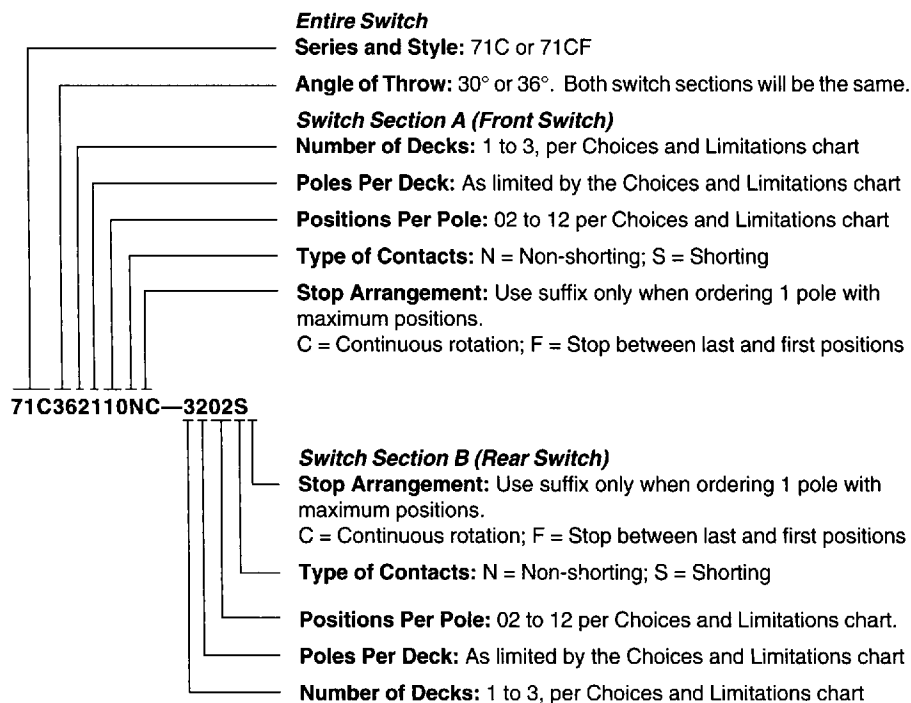 Entire Switch
Series and Style: 71C or 71CF
Angle of Throw: 30° or 36°. Both switch sections will be the same.
Switch Section A (Front Switch)
Number of Decks: 1 to 3, per Choices and Limitations chart
Poles Per Deck: As limited by the Choices and Limitations chart
Positions Per Pole: 02 to 12 per Choices and Limitations chart
Type of Contacts: N = Non-shorting; S = Shorting
Stop Arrangement: Use suffix only when ordering 1 pole with
maximum positions.
C = Continuous rotation; F = Stop between last and first positions
71C362110NC—3202S
Switch Section B (Rear Switch)
Stop Arrangement: Use suffix only when ordering 1 pole with
maximum positions.
C = Continuous rotation; F = Stop between last and first positions
Type of Contacts: N = Non-shorting; S = Shorting
Positions Per Pole: 02 to 12 per Choices and Limitations chart.
Poles Per Deck: As limited by the Choices and Limitations chart
Number of Decks: 1 to 3, per Choices and Limitations chart